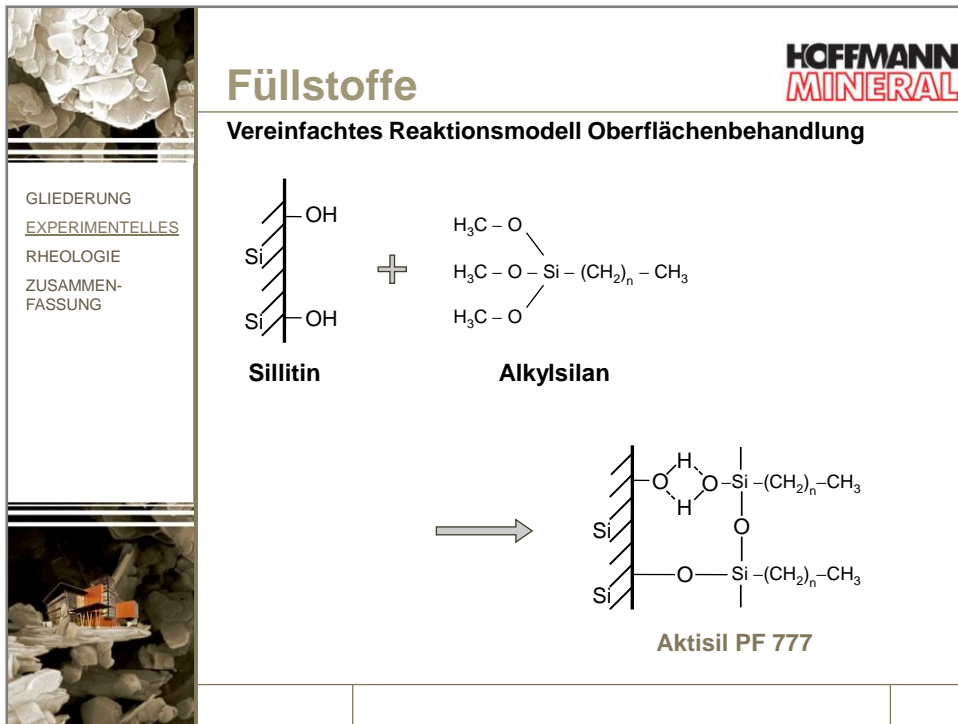 Füllstoffe
HOFFMANN
MINERAL
Vereinfachtes Reaktionsmodell Oberflächenbehandlung
GLIEDERUNG
EXPERIMENTELLES
RHEOLOGIE
ZUSAMMEN-
FASSUNG
OH
Si
Si
OH
H₃C – O
H₃C – O – Si – (CH₂)ₙ – CH₃
H₃C – O
Sillitin
Alkylsilan
H
O O –Si –(CH₂)ₙ–CH₃
H
Si
O
O Si –(CH₂)ₙ–CH₃
Si
Aktisil PF 777